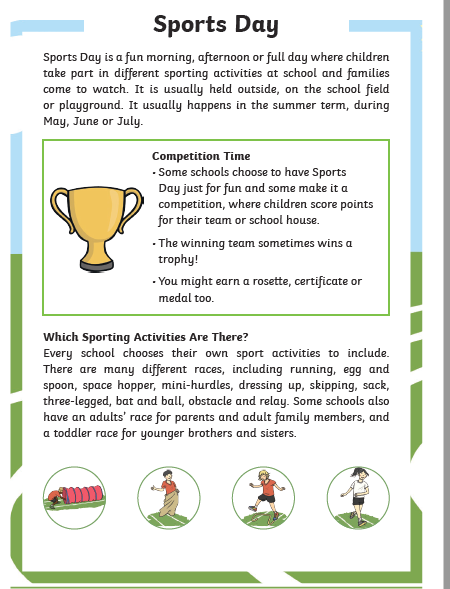 Sports Day
Sports Day is a fun morning, afternoon or full day where children
take part in different sporting activities at school and families
come to watch. It is usually held outside, on the school field
or playground. It usually happens in the summer term, during
May, June or July.
Competition Time
• Some schools choose to have Sports
Day just for fun and some make it a
competition, where children score points
for their team or school house.
• The winning team sometimes wins a
trophy!
• You might earn a rosette, certificate or
medal too.
Which Sporting Activities Are There?
Every school chooses their own sport activities to include.
There are many different races, including running, egg and
spoon, space hopper, mini-hurdles, dressing up, skipping, sack,
three-legged, bat and ball, obstacle and relay. Some schools also
have an adults' race for parents and adult family members, and
a toddler race for younger brothers and sisters.